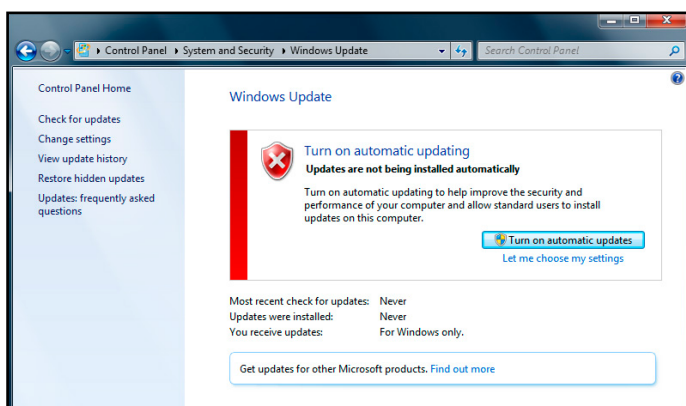 Control Panel ▸ System and Security ▸ Windows Update
Search Control Panel
Control Panel Home
Check for updates
Change settings
View update history
Restore hidden updates
Updates: frequently asked
questions
Windows Update
Turn on automatic updating
Updates are not being installed automatically
Turn on automatic updating to help improve the security and
performance of your computer and allow standard users to install
updates on this computer.
Turn on automatic updates
Let me choose my settings
Most recent check for updates: Never
Updates were installed: Never
You receive updates: For Windows only.
Get updates for other Microsoft products. Find out more